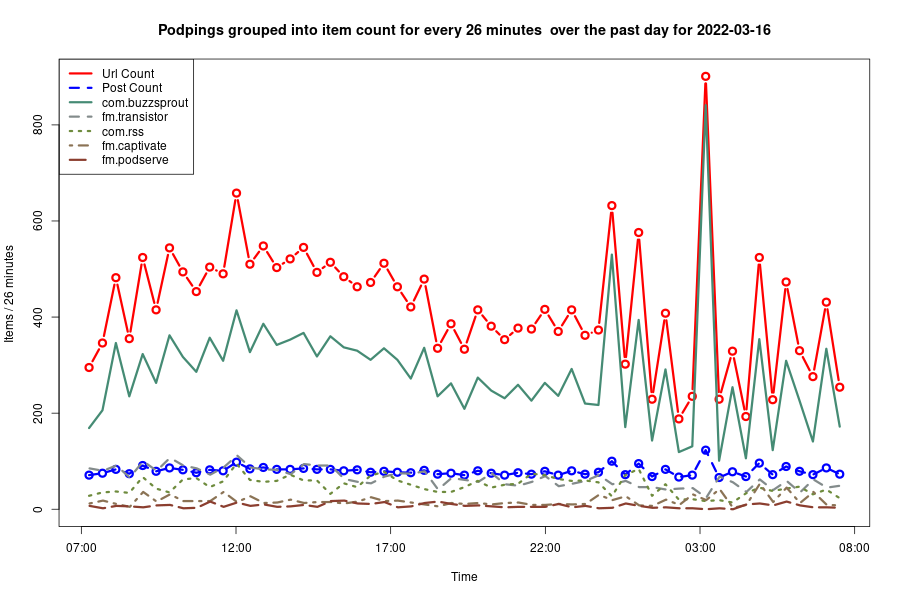 Podpings grouped into item count for every 26 minutes  over the past day for 2022-03-16
Url Count
Post Count
com.buzzsprout
fm.transistor
com.rss
fm.captivate
fm.podserve
Items / 26 minutes
800
600
400
200
0
07:00 12:00 17:00 22:00 03:00 08:00
Time